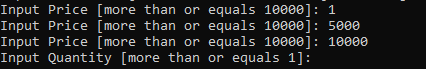 Input Price [more than or equals 10000]: 1
Input Price [more than or equals 10000]: 5000
Input Price [more than or equals 10000]: 10000
Input Quantity [more than or equals 1]: